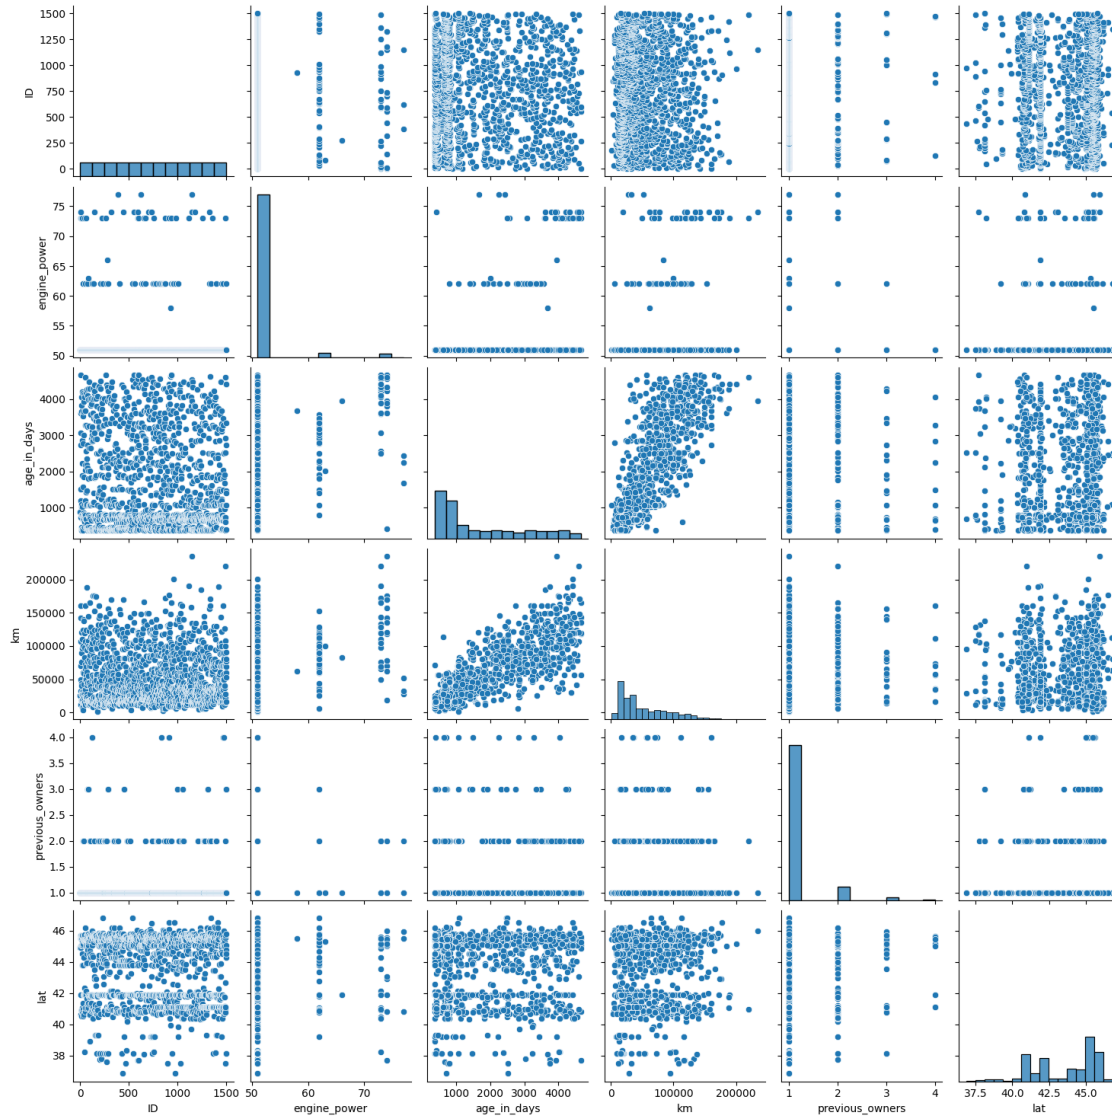 1500
1250
1000
750
500
250
0
ID
75
70
65
60
55
50
engine_power
4000
3000
2000
1000
age_in_days
200000
150000
100000
50000
0
km
4.0
3.5
3.0
2.5
2.0
1.5
1.0
previous_owners
46
44
42
40
38
lat
0 500 1000 1500
50 60 70
1000 2000 3000 4000
0 100000 200000
1 2 3 4
37.5 40.0 42.5 45.0
ID engine_power age_in_days km previous_owners lat